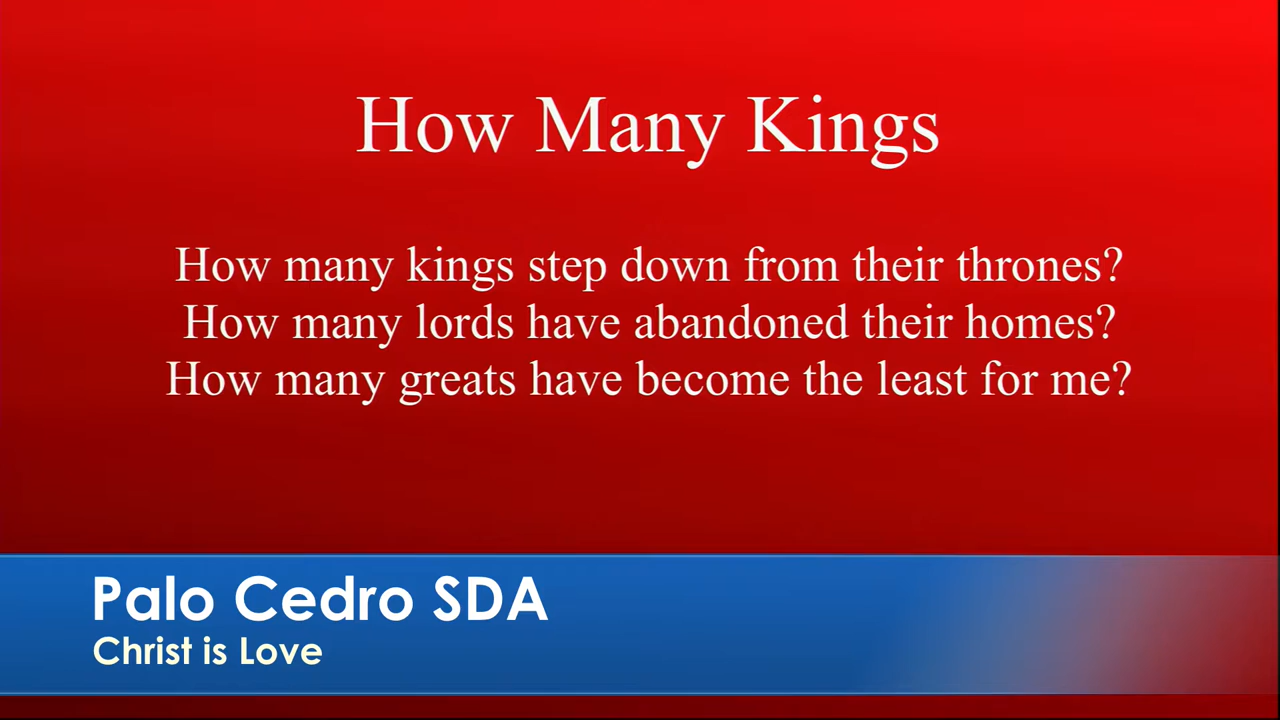 How Many Kings
How many kings step down from their thrones?
How many lords have abandoned their homes?
How many greats have become the least for me?
Palo Cedro SDA
Christ is Love